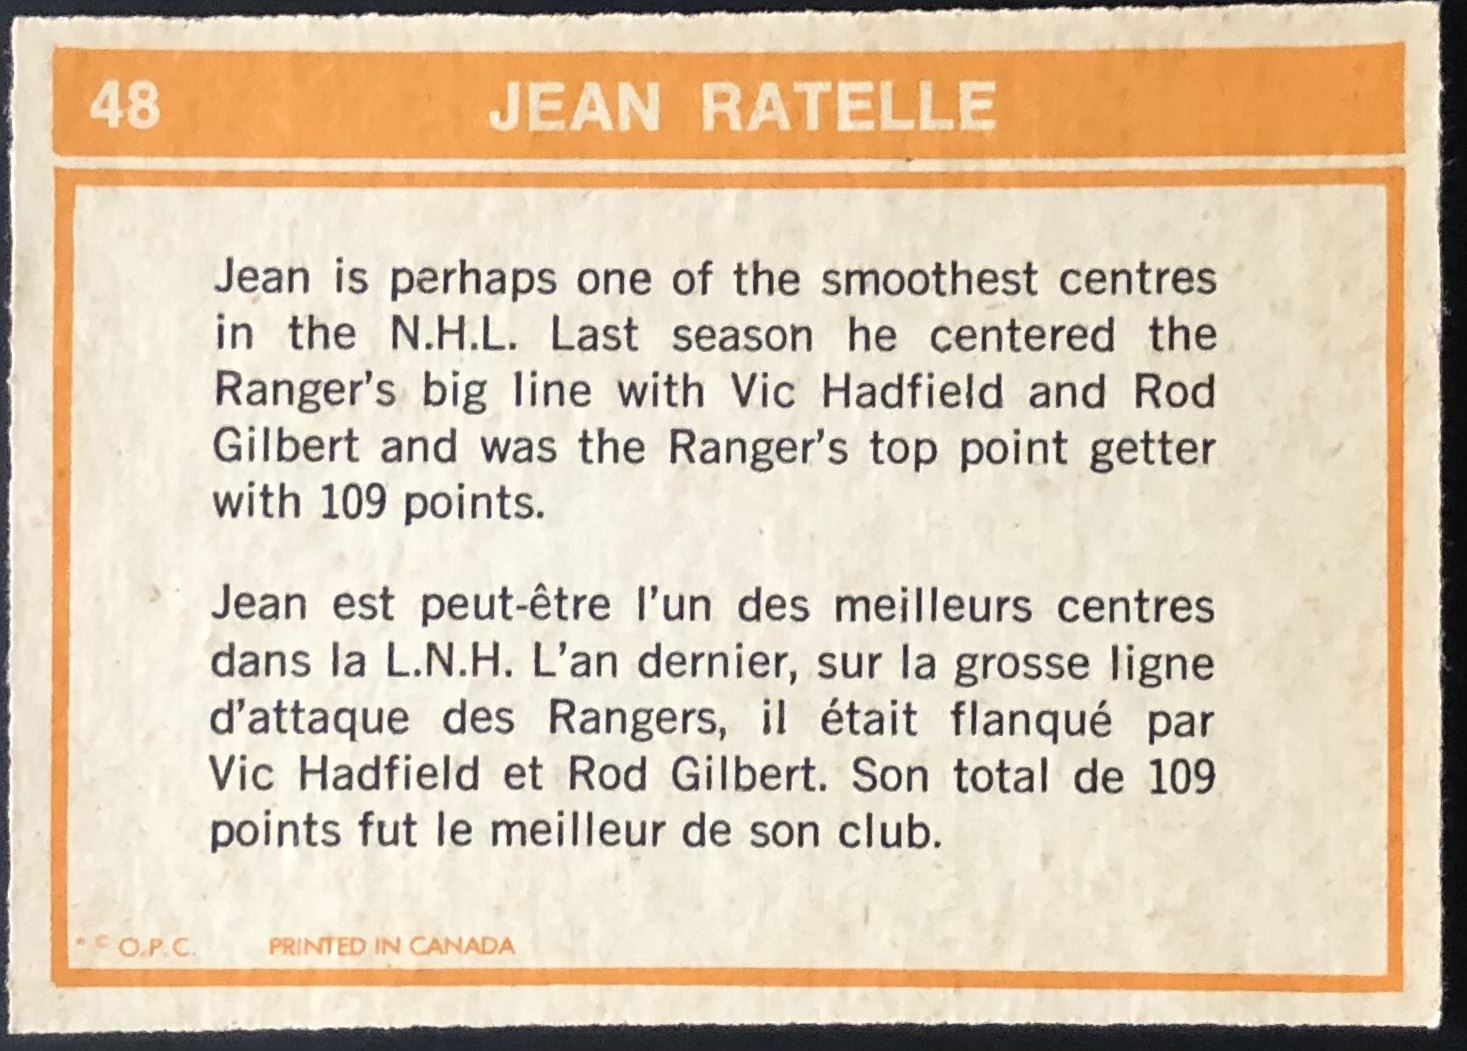 48 JEAN RATELLE
Jean is perhaps one of the smoothest centres
in the N.H.L. Last season he centered the
Ranger's big line with Vic Hadfield and Rod
Gilbert and was the Ranger's top point getter
with 109 points.
Jean est peut-être l'un des meilleurs centres
dans la L.N.H. L'an dernier, sur la grosse ligne
d'attaque des Rangers, il était flanqué par
Vic Hadfield et Rod Gilbert. Son total de 109
points fut le meilleur de son club.
* © O.P.C. PRINTED IN CANADA